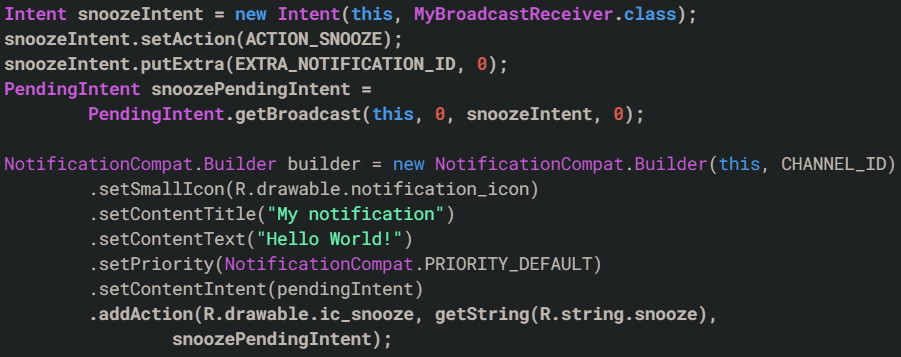 Intent snoozeIntent = new Intent(this, MyBroadcastReceiver.class);
snoozeIntent.setAction(ACTION_SNOOZE);
snoozeIntent.putExtra(EXTRA_NOTIFICATION_ID, 0);
PendingIntent snoozePendingIntent =
        PendingIntent.getBroadcast(this, 0, snoozeIntent, 0);

NotificationCompat.Builder builder = new NotificationCompat.Builder(this, CHANNEL_ID)
        .setSmallIcon(R.drawable.notification_icon)
        .setContentTitle("My notification")
        .setContentText("Hello World!")
        .setPriority(NotificationCompat.PRIORITY_DEFAULT)
        .setContentIntent(pendingIntent)
        .addAction(R.drawable.ic_snooze, getString(R.string.snooze),
                snoozePendingIntent);